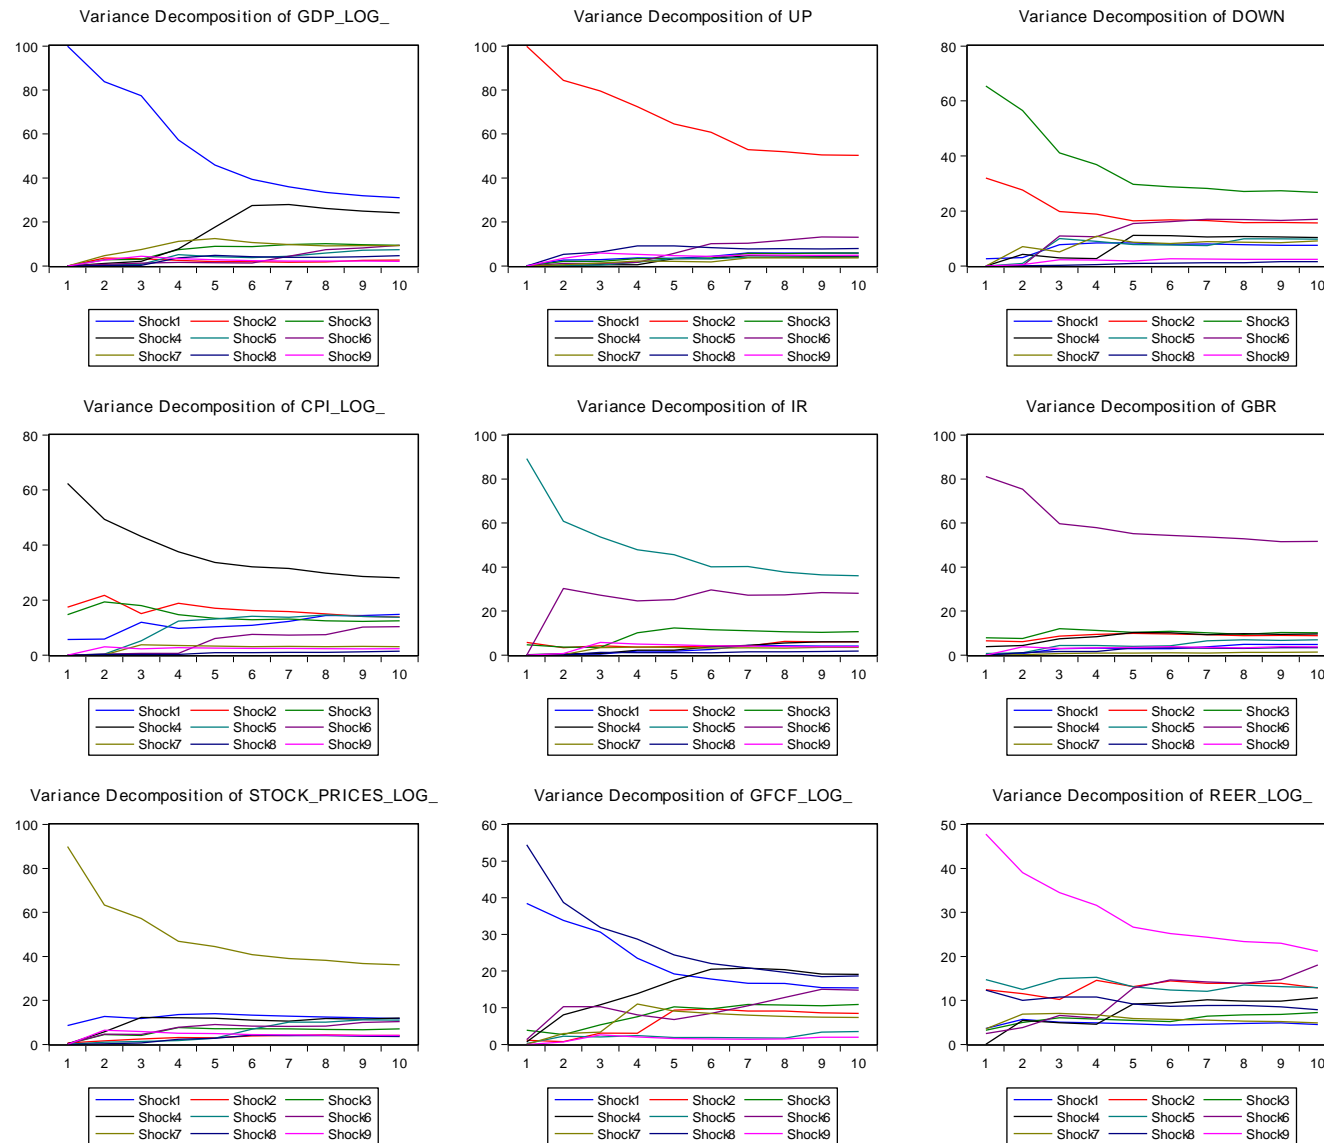 Variance Decomposition of GDP_LOG_
100
80
60
40
20
0
1 2 3 4 5 6 7 8 9 10
Shock1 Shock2 Shock3
Shock4 Shock5 Shock6
Shock7 Shock8 Shock9
Variance Decomposition of UP
100
80
60
40
20
0
1 2 3 4 5 6 7 8 9 10
Shock1 Shock2 Shock3
Shock4 Shock5 Shock6
Shock7 Shock8 Shock9
Variance Decomposition of DOWN
80
60
40
20
0
1 2 3 4 5 6 7 8 9 10
Shock1 Shock2 Shock3
Shock4 Shock5 Shock6
Shock7 Shock8 Shock9
Variance Decomposition of CPI_LOG_
80
60
40
20
0
1 2 3 4 5 6 7 8 9 10
Shock1 Shock2 Shock3
Shock4 Shock5 Shock6
Shock7 Shock8 Shock9
Variance Decomposition of IR
100
80
60
40
20
0
1 2 3 4 5 6 7 8 9 10
Shock1 Shock2 Shock3
Shock4 Shock5 Shock6
Shock7 Shock8 Shock9
Variance Decomposition of GBR
100
80
60
40
20
0
1 2 3 4 5 6 7 8 9 10
Shock1 Shock2 Shock3
Shock4 Shock5 Shock6
Shock7 Shock8 Shock9
Variance Decomposition of STOCK_PRICES_LOG_
100
80
60
40
20
0
1 2 3 4 5 6 7 8 9 10
Shock1 Shock2 Shock3
Shock4 Shock5 Shock6
Shock7 Shock8 Shock9
Variance Decomposition of GFCF_LOG_
60
50
40
30
20
10
0
1 2 3 4 5 6 7 8 9 10
Shock1 Shock2 Shock3
Shock4 Shock5 Shock6
Shock7 Shock8 Shock9
Variance Decomposition of REER_LOG_
50
40
30
20
10
0
1 2 3 4 5 6 7 8 9 10
Shock1 Shock2 Shock3
Shock4 Shock5 Shock6
Shock7 Shock8 Shock9